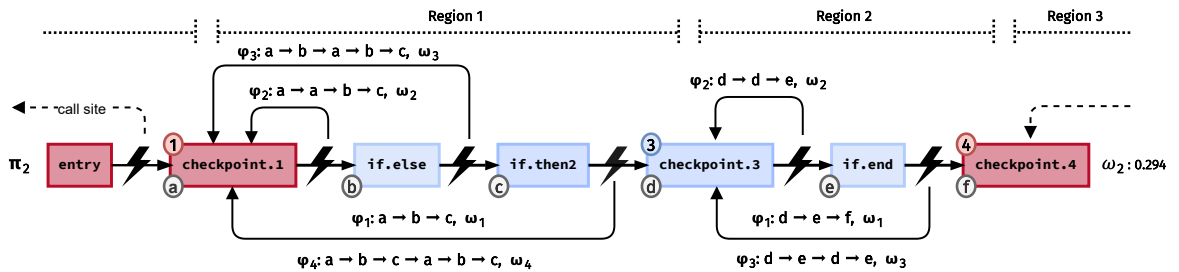 Region 1
Region 2
Region 3
φ3: a → b → a → b → c, ω3
φ2: a → a → b → c, ω2
φ2: d → d → e, ω2
call site
π2
entry
1
checkpoint.1
a
if.else
b
if.then2
c
3
checkpoint.3
d
if.end
e
4
checkpoint.4
f
ω2 : 0.294
φ1: a → b → c, ω1
φ1: d → e → f, ω1
φ4: a → b → c → a → b → c, ω4
φ3: d → e → d → e, ω3